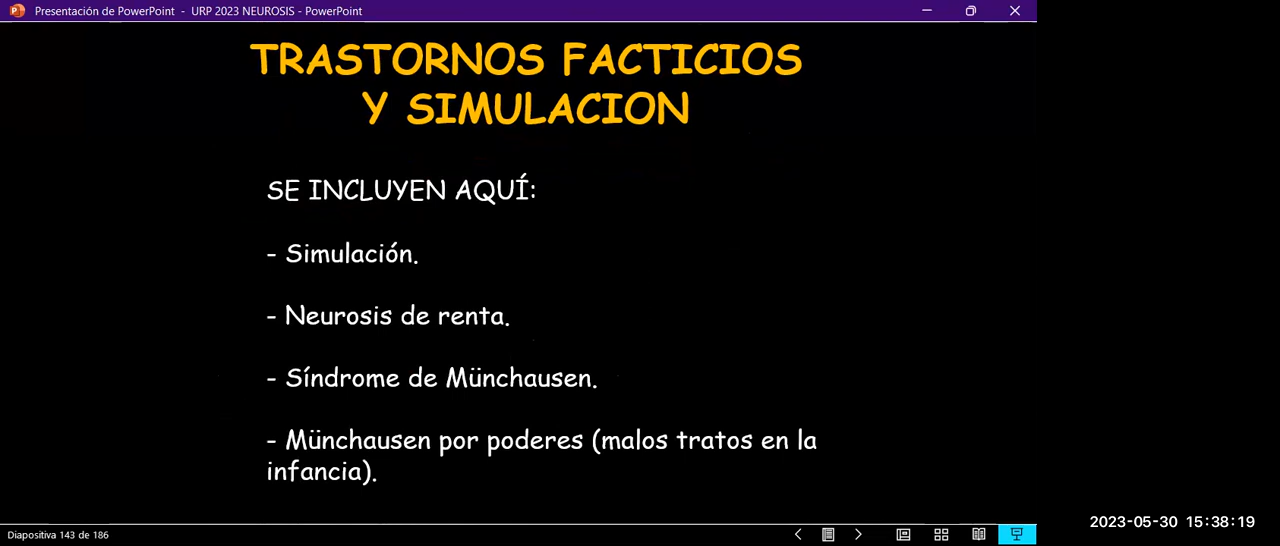 Presentación de PowerPoint - URP 2023 NEUROSIS - PowerPoint
TRASTORNOS FACTICIOS
Y SIMULACION
SE INCLUYEN AQUÍ:
- Simulación.
- Neurosis de renta.
- Síndrome de Münchausen.
- Münchausen por poderes (malos tratos en la
infancia).
Diapositiva 143 de 186
2023-05-30 15:38:19